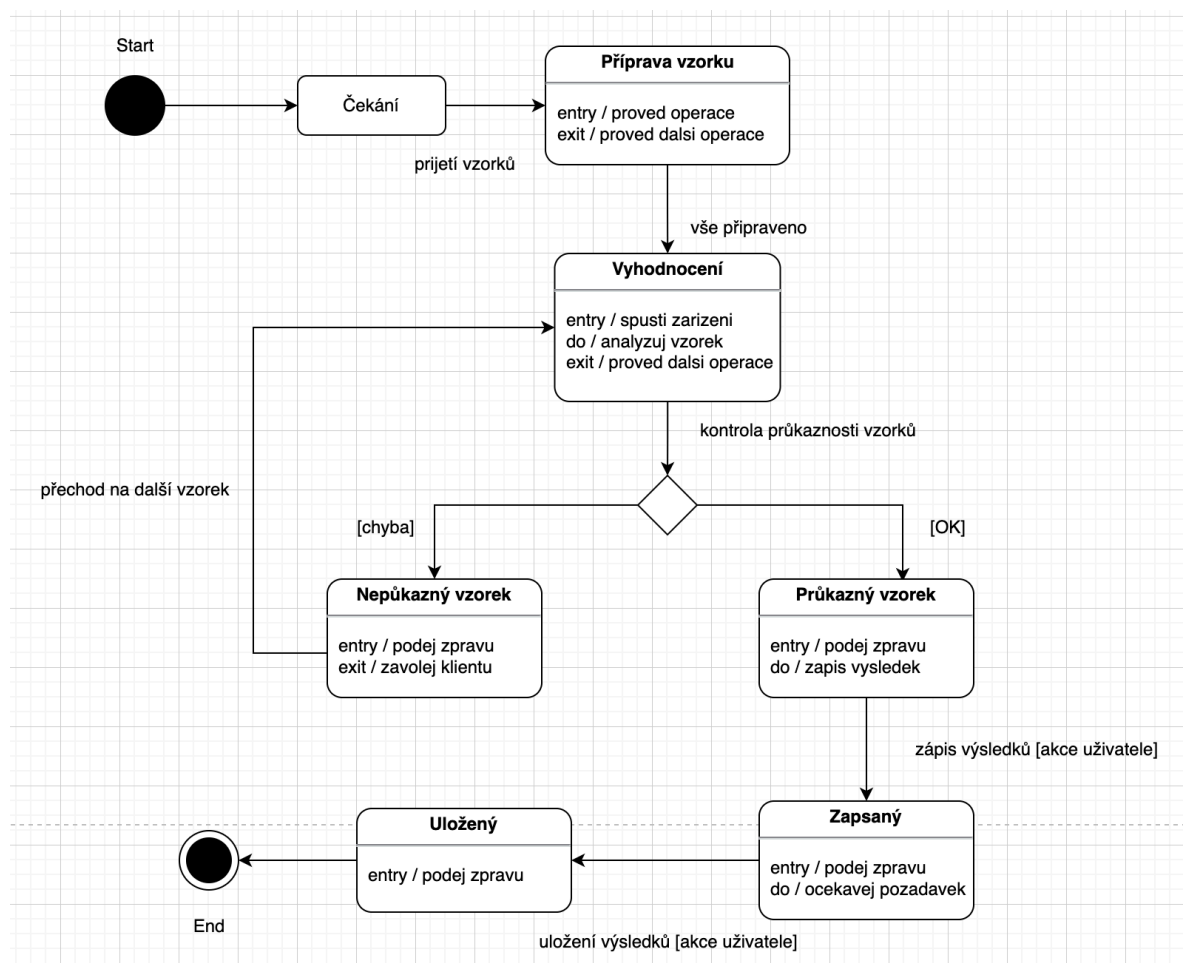 Start
Čekání
Příprava vzorku
entry / proved operace
exit / proved dalsi operace
prijetí vzorků
vše připraveno
Vyhodnocení
entry / spusti zarizeni
do / analyzuj vzorek
exit / proved dalsi operace
kontrola průkaznosti vzorků
přechod na další vzorek
[chyba]
[OK]
Nepůkazný vzorek
entry / podej zpravu
exit / zavolej klientu
Průkazný vzorek
entry / podej zpravu
do / zapis vysledek
zápis výsledků [akce uživatele]
Zapsaný
entry / podej zpravu
do / ocekavej pozadavek
Uložený
entry / podej zpravu
End
uložení výsledků [akce uživatele]